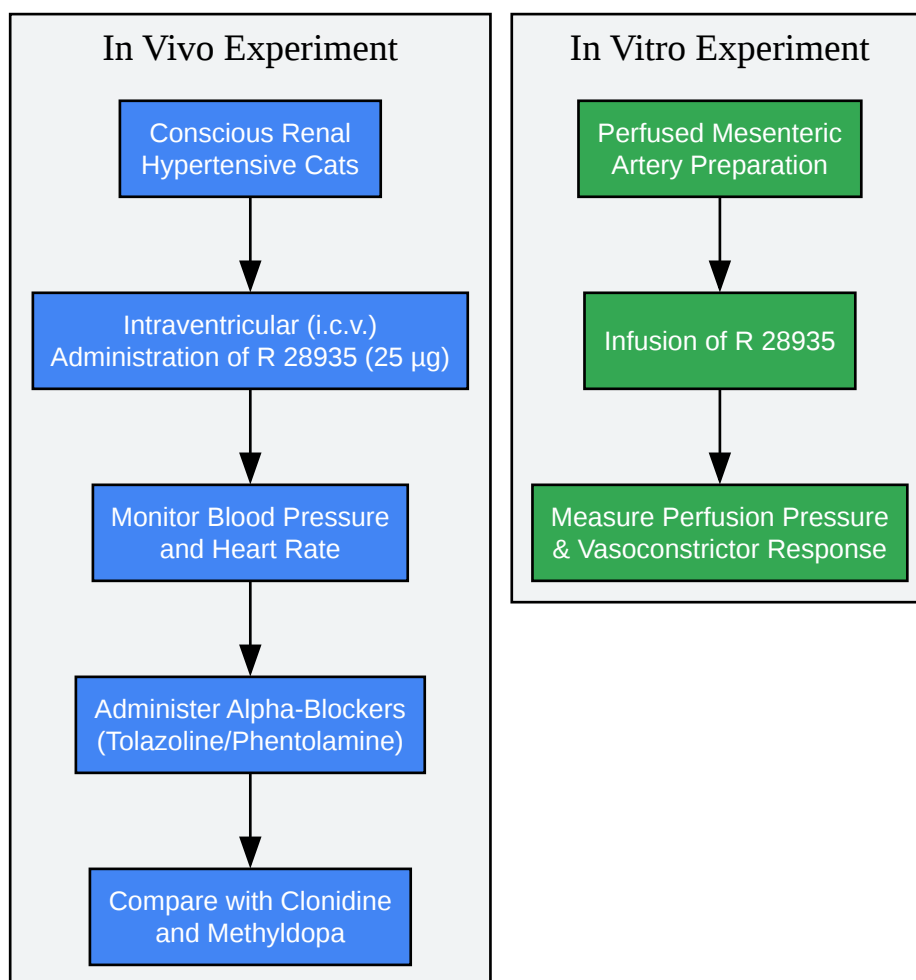 In Vivo Experiment
Conscious Renal
Hypertensive Cats
Intraventricular (i.c.v.)
Administration of R 28935 (25 µg)
Monitor Blood Pressure
and Heart Rate
Administer Alpha-Blockers
(Tolazoline/Phentolamine)
Compare with Clonidine
and Methyldopa
In Vitro Experiment
Perfused Mesenteric
Artery Preparation
Infusion of R 28935
Measure Perfusion Pressure
& Vasoconstrictor Response